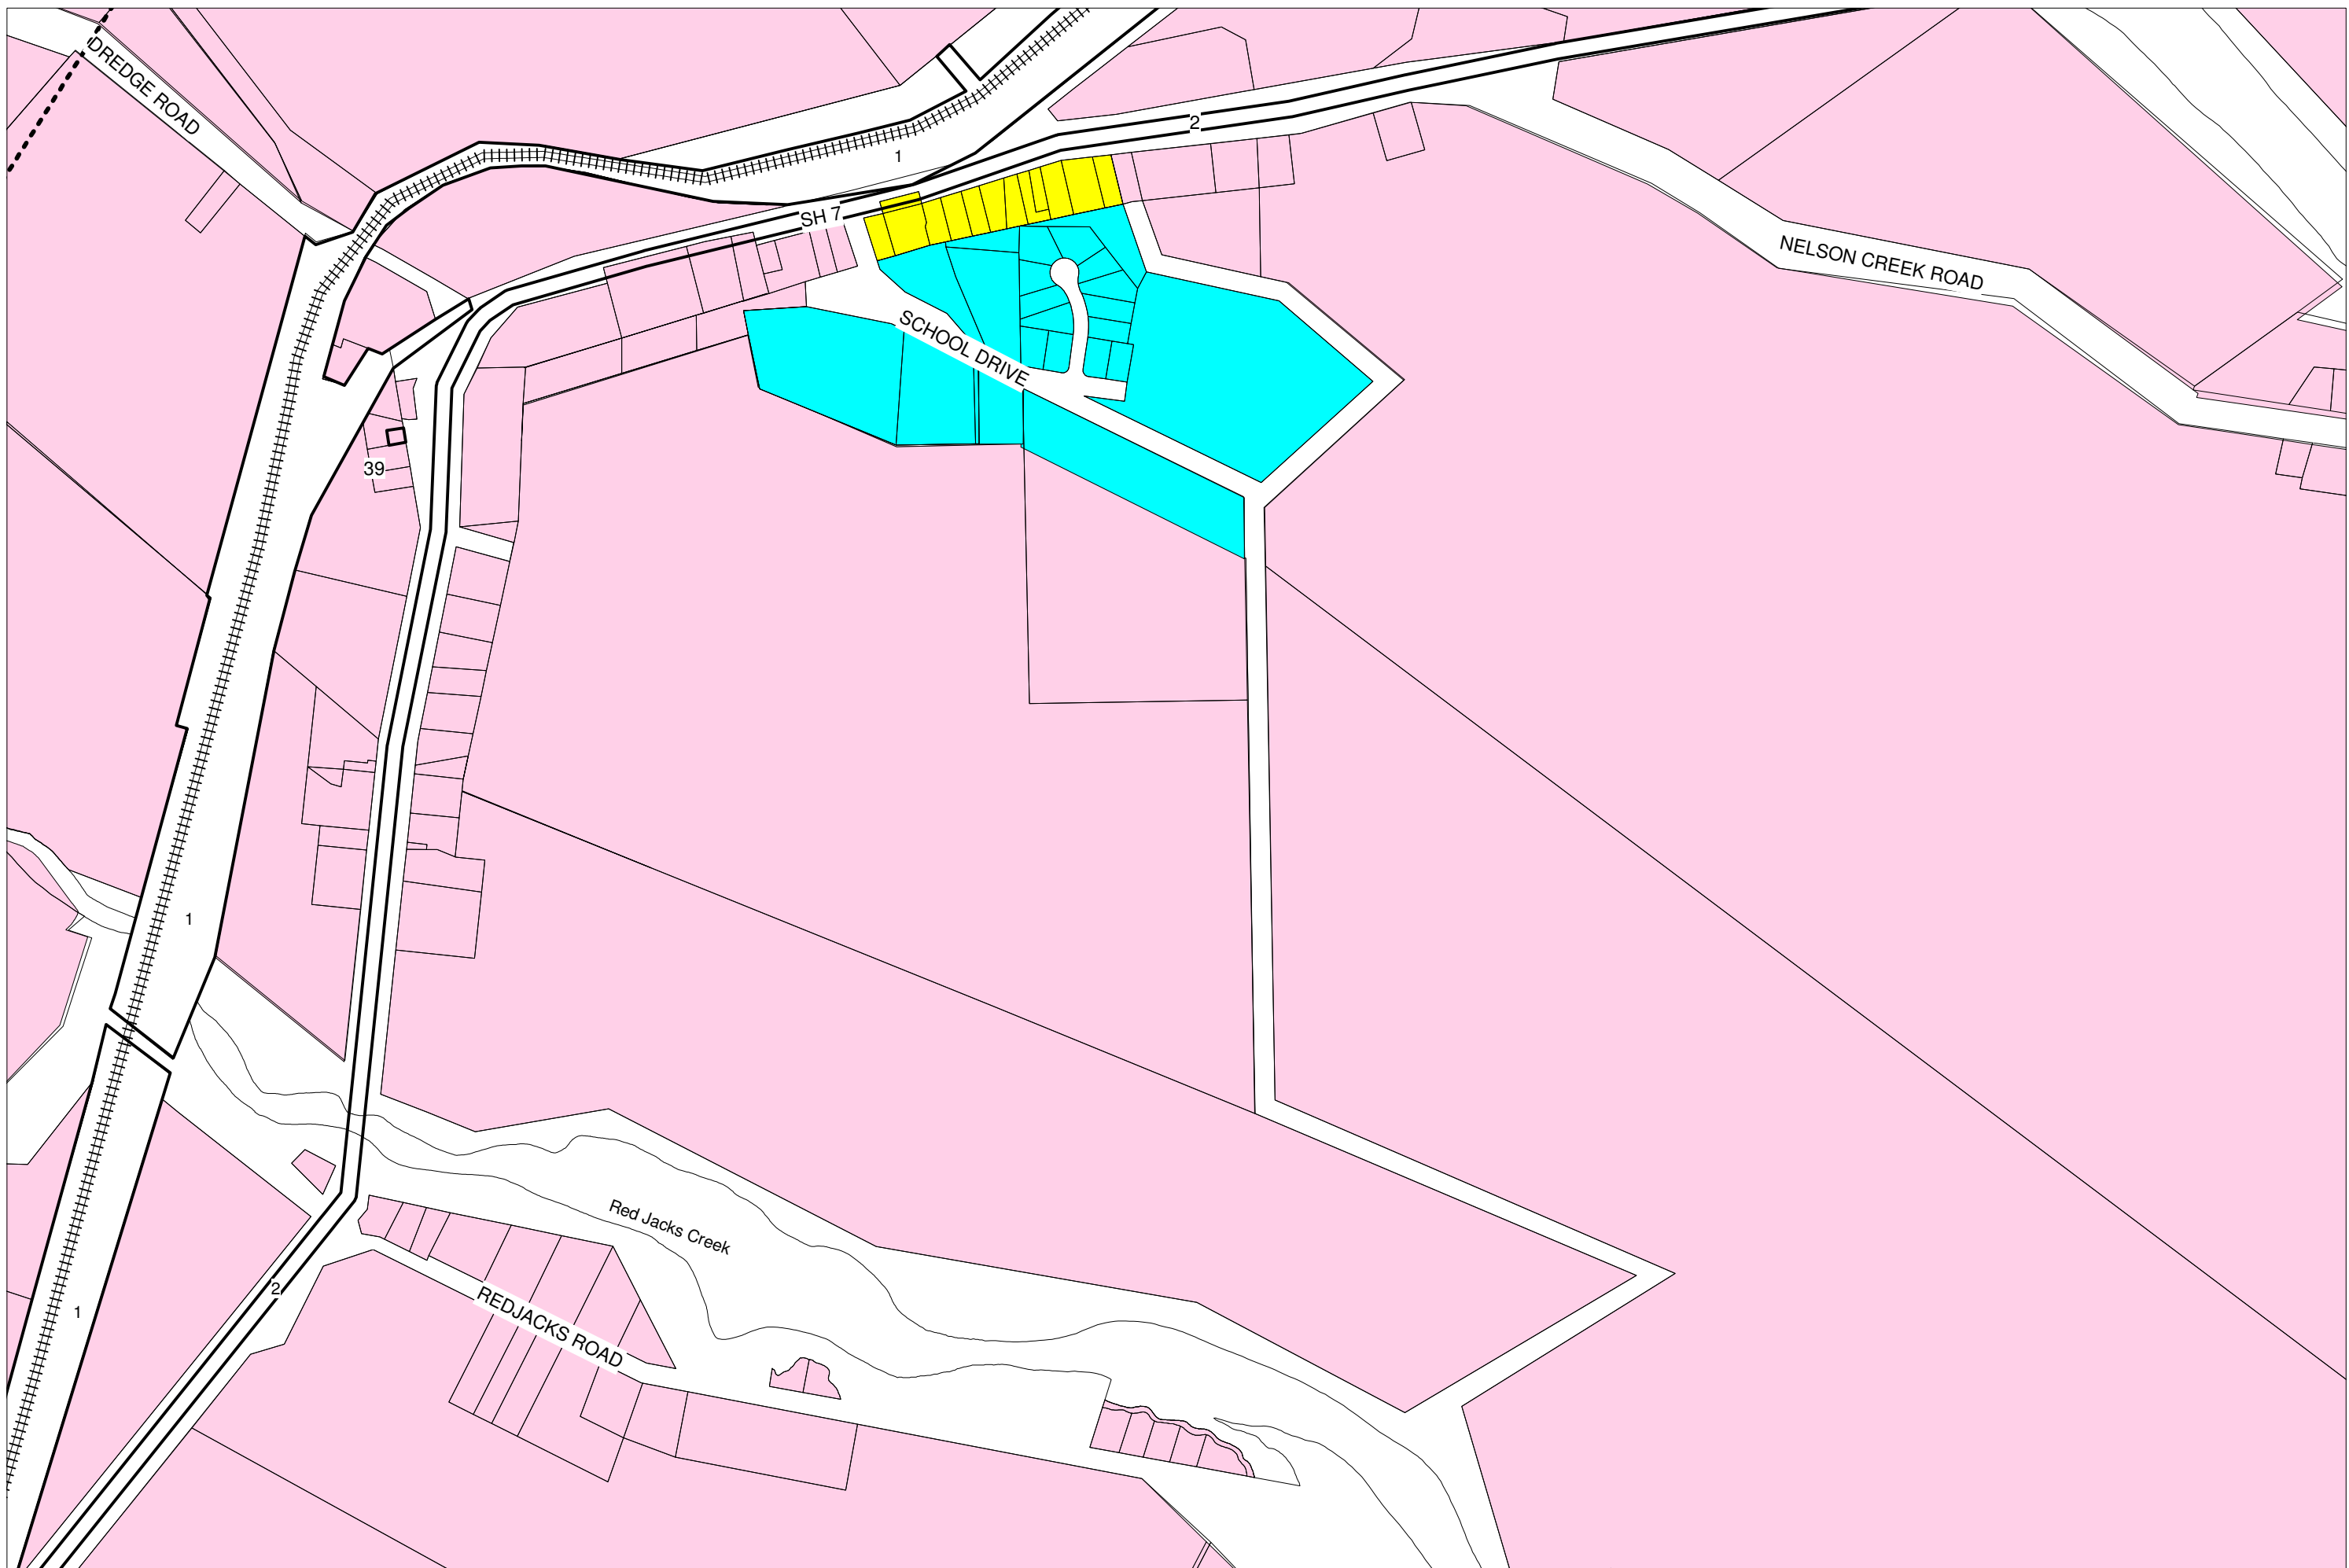 DREDGE ROAD
2
1
SH 7
NELSON CREEK ROAD
SCHOOL DRIVE
39
1
Red Jacks Creek
2
1
REDJACKS ROAD